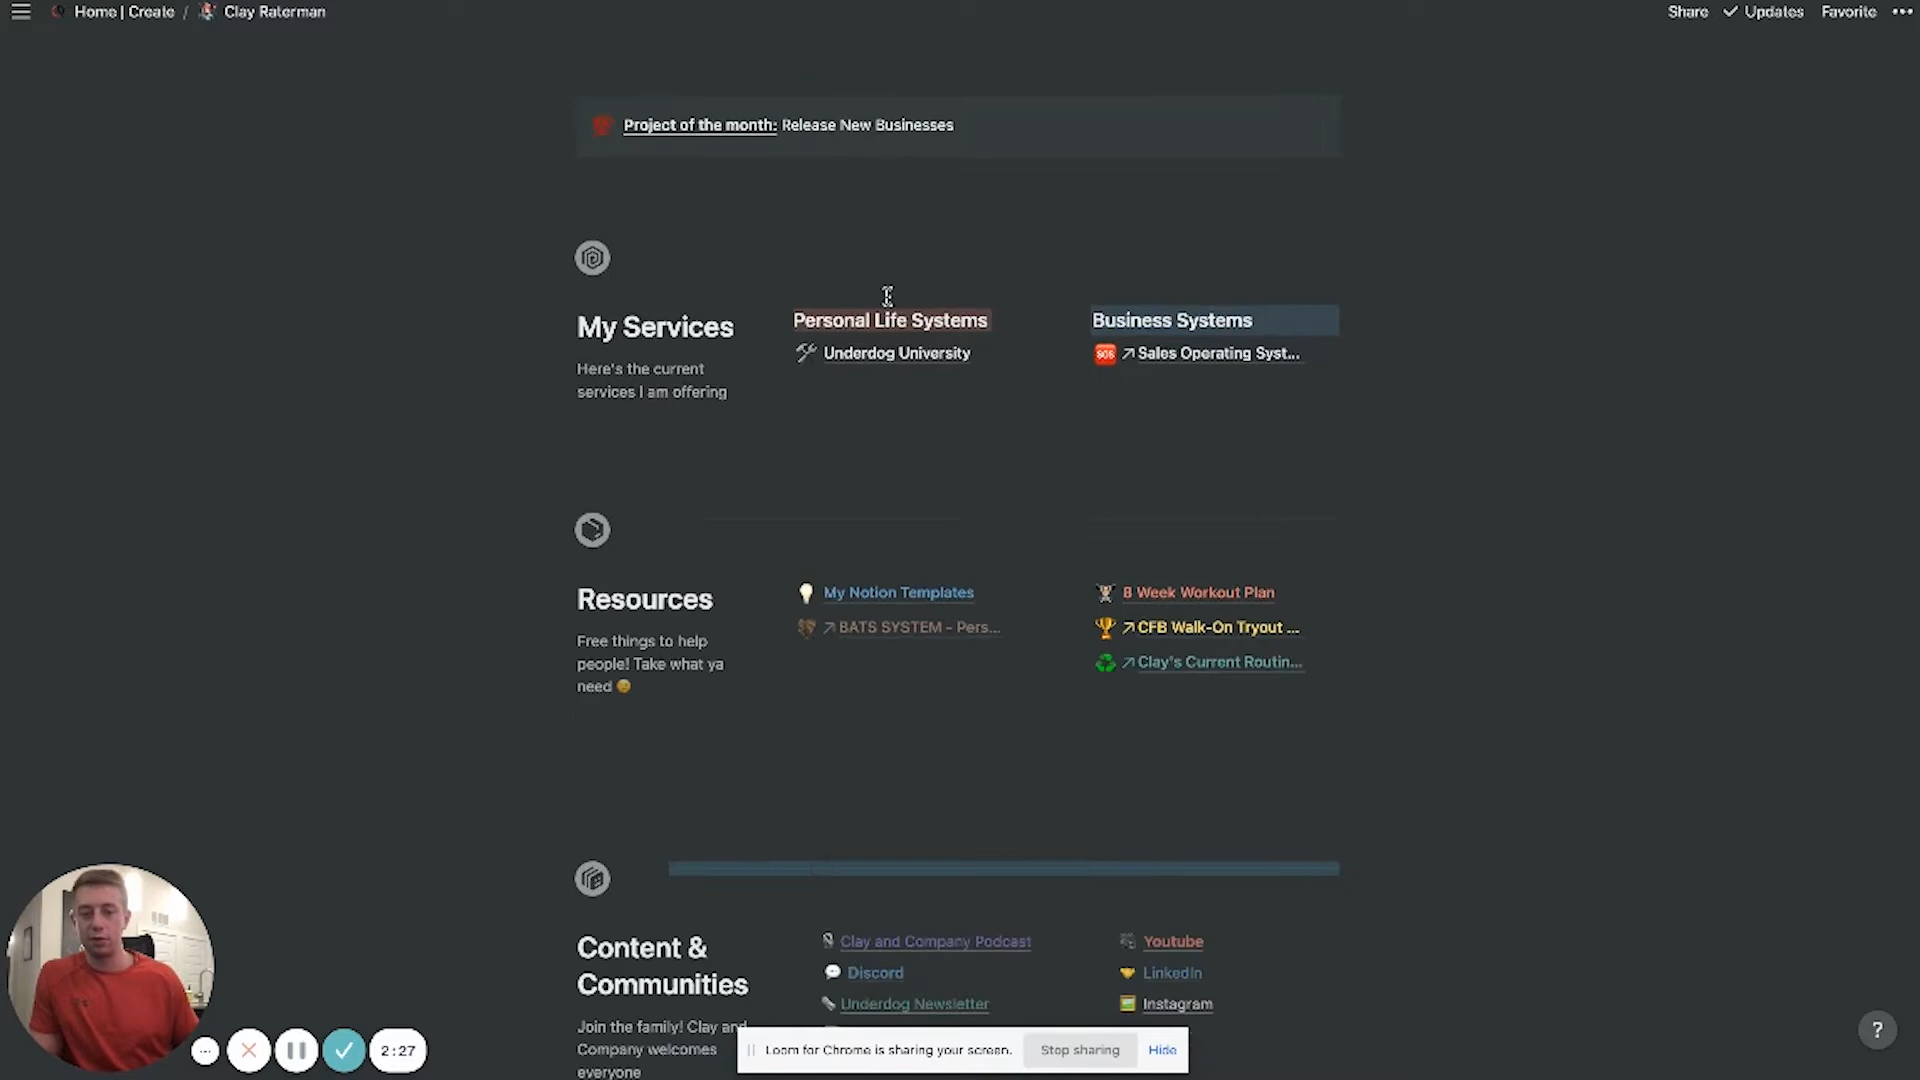 Home | Create / Clay Raterman
Share ✓ Updates Favorite •••
Project of the month: Release New Businesses
My Services
Here's the current
services I am offering
Personal Life Systems
Underdog University
Business Systems
SOS ↗Sales Operating Syst...
Resources
Free things to help
people! Take what ya
need
My Notion Templates
↗BATS SYSTEM - Pers...
8 Week Workout Plan
↗CFB Walk-On Tryout ...
↗Clay's Current Routin...
Content &
Communities
Join the family! Clay and
Company welcomes
everyone
Clay and Company Podcast
Discord
Underdog Newsletter
Youtube
LinkedIn
Instagram
2:27
Loom for Chrome is sharing your screen. Stop sharing Hide
?